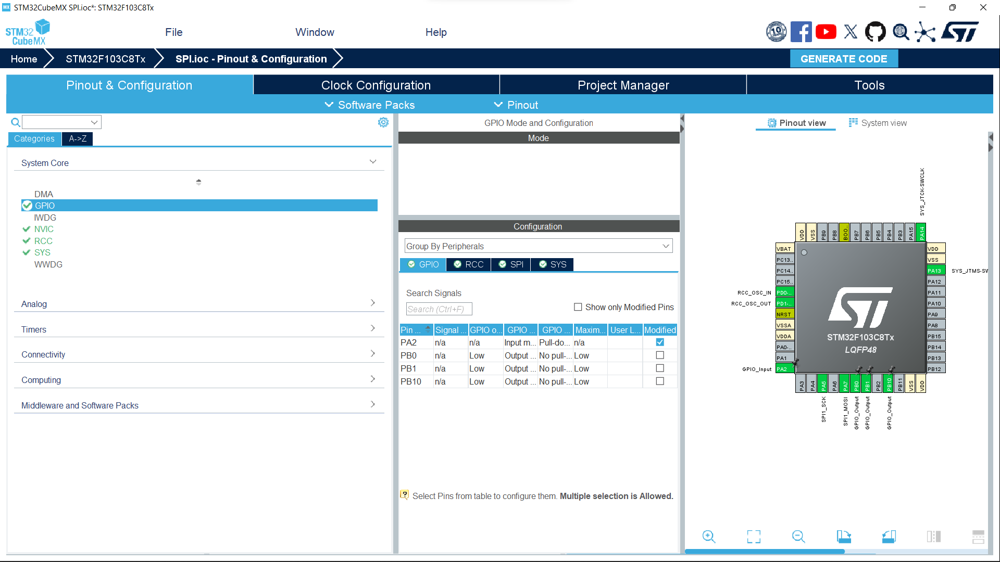 STM32CubeMX SPI.ioc*: STM32F103C8Tx
STM32
CubeMX
File
Window
Help
Home
STM32F103C8Tx
SPI.ioc - Pinout & Configuration
GENERATE CODE
Pinout & Configuration
Clock Configuration
Project Manager
Tools
Software Packs
Pinout
Categories
A->Z
System Core
DMA
GPIO
IWDG
NVIC
RCC
SYS
WWDG
Analog
Timers
Connectivity
Computing
Middleware and Software Packs
GPIO Mode and Configuration
Mode
Configuration
Group By Peripherals
GPIO
RCC
SPI
SYS
Search Signals
Search (Ctrl+F)
Show only Modified Pins
Pin ... Signal ... GPIO o... GPIO ... GPIO ... Maxim... User L... Modified
PA2 n/a n/a Input m... Pull-do... n/a
PB0 n/a Low Output ... No pull-... Low
PB1 n/a Low Output ... No pull-... Low
PB10 n/a Low Output ... No pull-... Low
Select Pins from table to configure them. Multiple selection is Allowed.
Pinout view
System view
SYS_JTCK-SWCLK
VDD
VSS
PB9
PB8
BOO..
PB7
PB6
PB5
PB4
PB3
PA15
PA14
VBAT
PC13..
PC14..
PC15..
RCC_OSC_IN PD0-..
RCC_OSC_OUT PD1-..
NRST
VSSA
VDDA
PA0-..
PA1
GPIO_Input PA2
STM32F103C8Tx
LQFP48
VDD
VSS
PA13 SYS_JTMS-SW
PA12
PA11
PA10
PA9
PA8
PB15
PB14
PB13
PB12
PA3
PA4
PA5
PA6
PA7
PB0
PB1
PB2
PB10
PB11
VSS
VDD
SPI1_SCK
SPI1_MOSI
GPIO_Output
GPIO_Output
GPIO_Output